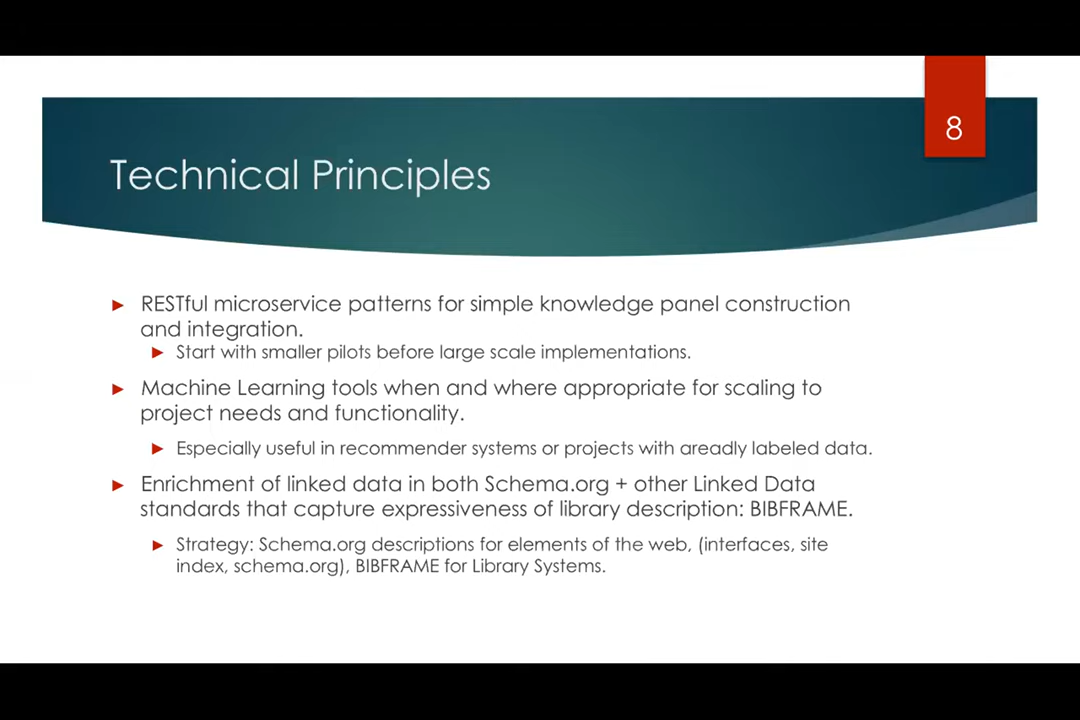 8
Technical Principles
RESTful microservice patterns for simple knowledge panel construction
and integration.
Start with smaller pilots before large scale implementations.
Machine Learning tools when and where appropriate for scaling to
project needs and functionality.
Especially useful in recommender systems or projects with areadly labeled data.
Enrichment of linked data in both Schema.org + other Linked Data
standards that capture expressiveness of library description: BIBFRAME.
Strategy: Schema.org descriptions for elements of the web, (interfaces, site
index, schema.org), BIBFRAME for Library Systems.